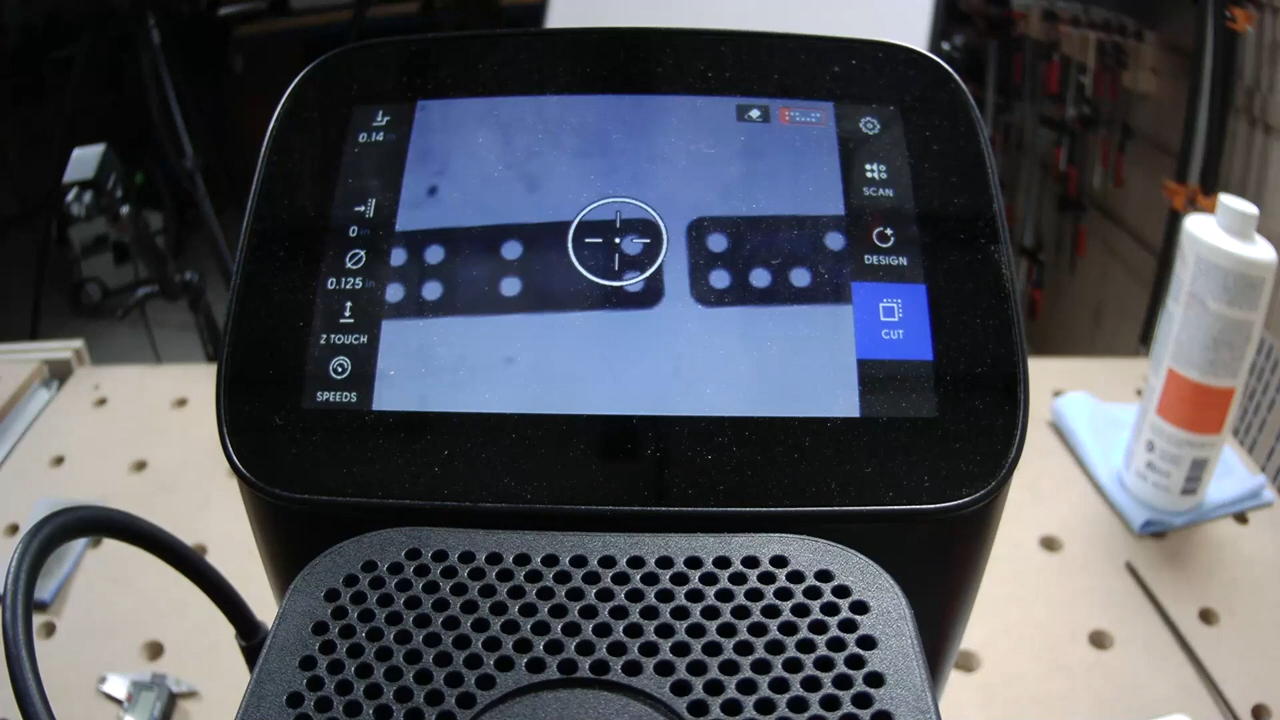 0.14 in
0 in
0.125 in
Z TOUCH
SPEEDS
SCAN
DESIGN
CUT